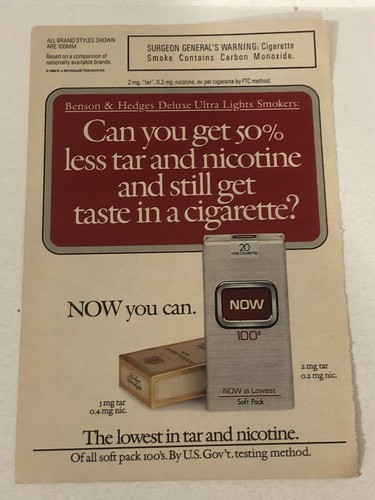 ALL BRAND STYLES SHOWN
ARE 100MM.
Based on a comparison of
nationally available brands.
SURGEON GENERAL'S WARNING: Cigarette
Smoke Contains Carbon Monoxide.
2 mg. "tar", 0.2 mg. nicotine, av. per cigarette by FTC method.
Benson & Hedges Deluxe Ultra Lights Smokers:
Can you get 50%
less tar and nicotine
and still get
taste in a cigarette?
NOW you can.
20
NOW
100s
NOW is Lowest
Soft Pack
5 mg tar
0.4 mg nic.
2 mg tar
0.2 mg nic.
The lowest in tar and nicotine.
Of all soft pack 100's. By U.S. Gov't. testing method.